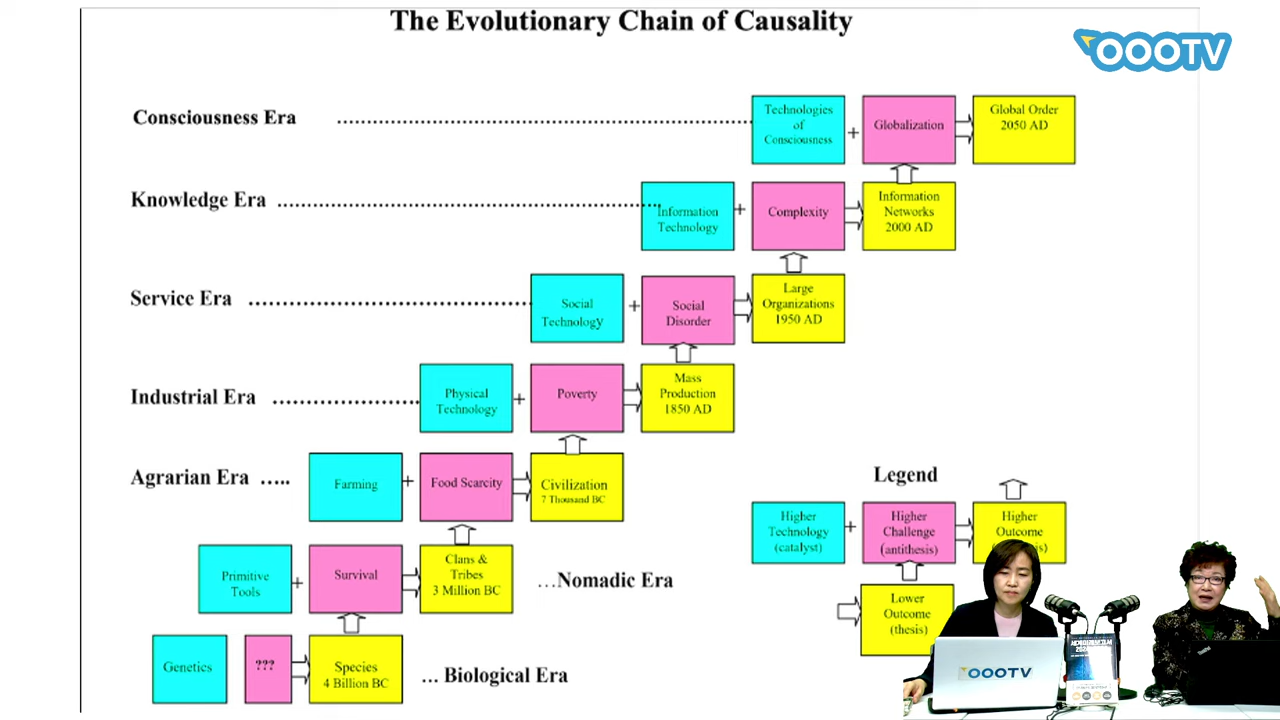 The Evolutionary Chain of Causality
OOOTV
Consciousness Era
Technologies
of
Consciousness
+
Globalization
Global Order
2050 AD
Knowledge Era
Information
Technology
+
Complexity
Information
Networks
2000 AD
Service Era
Social
Technology
+
Social
Disorder
Large
Organizations
1950 AD
Industrial Era
Physical
Technology
+
Poverty
Mass
Production
1850 AD
Agrarian Era
Farming
+
Food Scarcity
Civilization
7 Thousand BC
Primitive
Tools
+
Survival
Clans &
Tribes
3 Million BC
...Nomadic Era
Genetics
???
Species
4 Billion BC
... Biological Era
Legend
Higher
Technology
(catalyst)
+
Higher
Challenge
(antithesis)
Higher
Outcome
Lower
Outcome
(thesis)
OOOTV